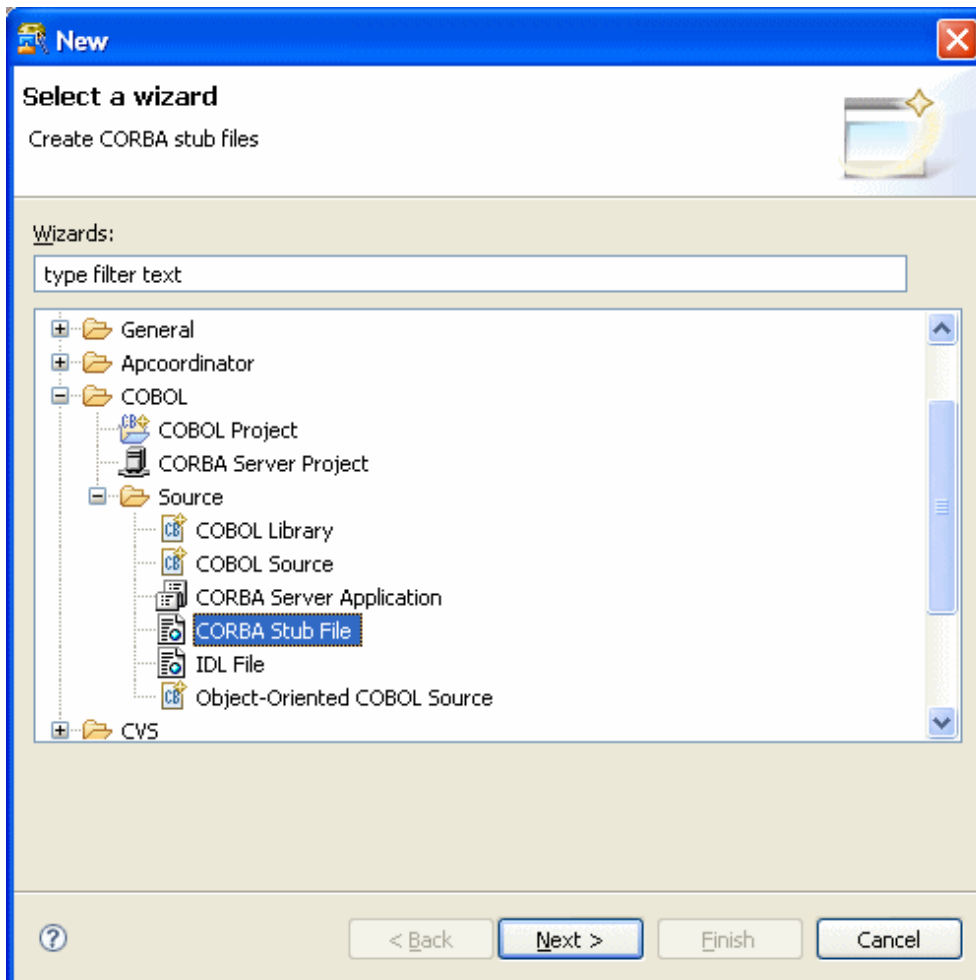 New
Select a wizard
Create CORBA stub files
Wizards:
type filter text
General
Apcoordinator
COBOL
COBOL Project
CORBA Server Project
Source
COBOL Library
COBOL Source
CORBA Server Application
CORBA Stub File
IDL File
Object-Oriented COBOL Source
CVS
< Back Next > Finish Cancel